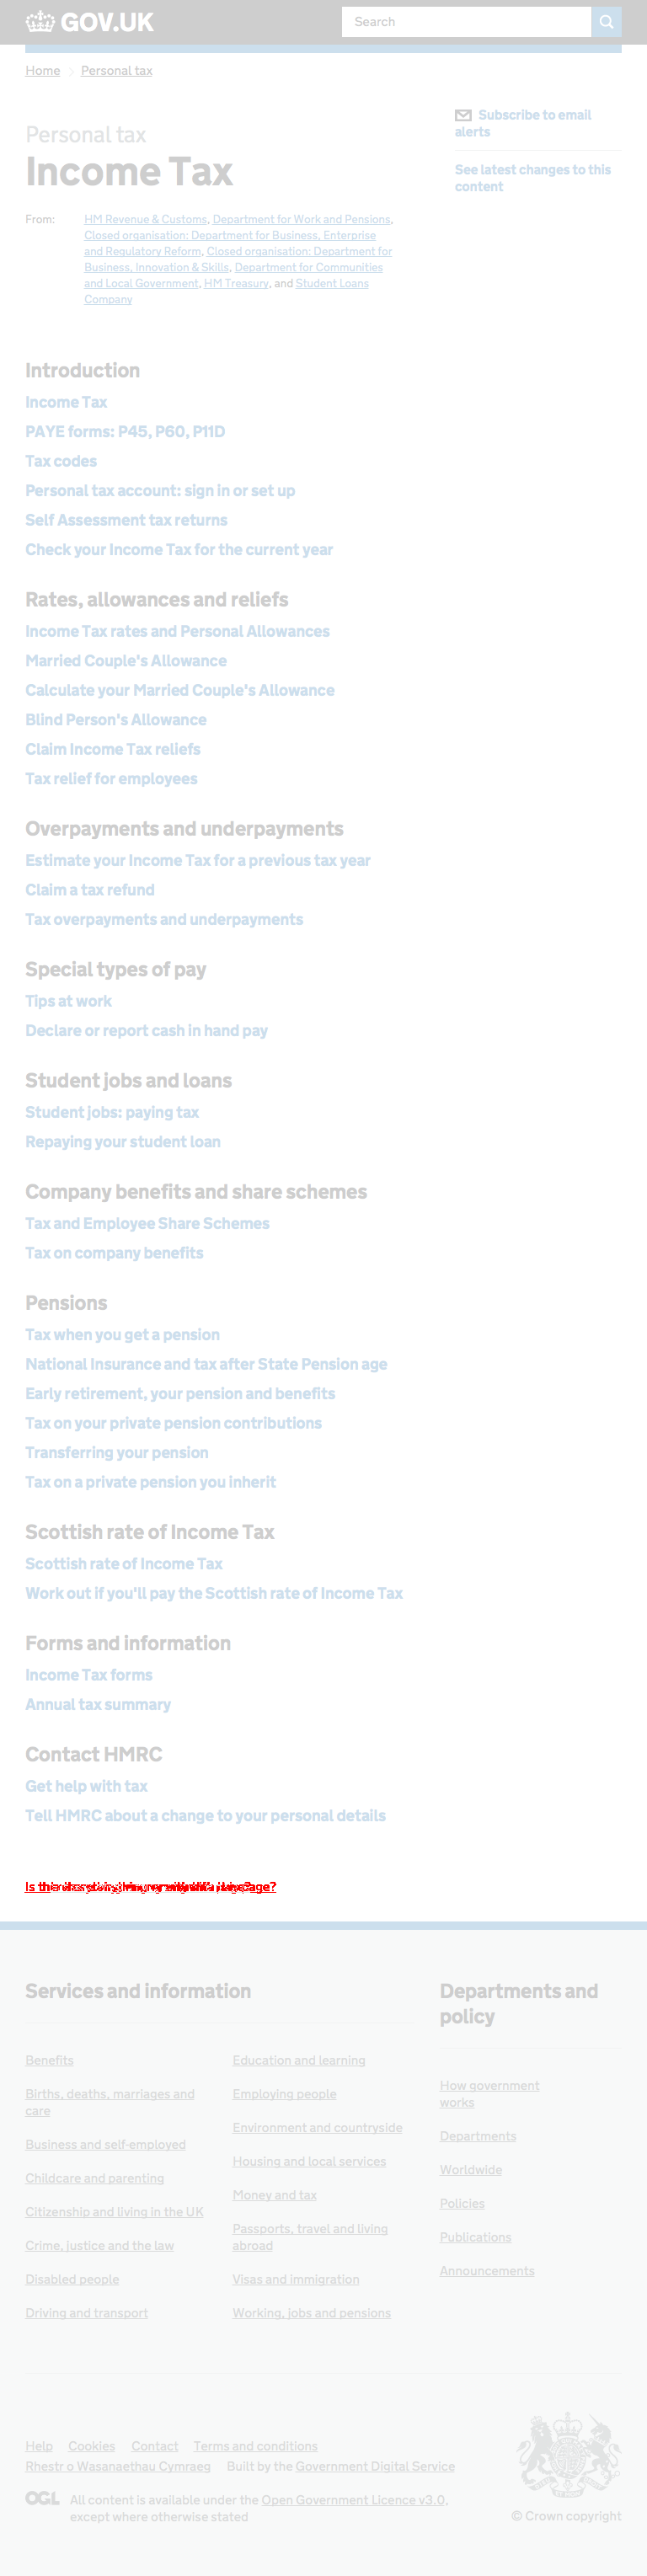 GOV.UK
Search
Home
Personal tax
Subscribe to email
alerts
See latest changes to this
content
Personal tax
Income Tax
From: HM Revenue & Customs, Department for Work and Pensions,
Closed organisation: Department for Business, Enterprise
and Regulatory Reform, Closed organisation: Department for
Business, Innovation & Skills, Department for Communities
and Local Government, HM Treasury, and Student Loans
Company
Introduction
Income Tax
PAYE forms: P45, P60, P11D
Tax codes
Personal tax account: sign in or set up
Self Assessment tax returns
Check your Income Tax for the current year
Rates, allowances and reliefs
Income Tax rates and Personal Allowances
Married Couple's Allowance
Calculate your Married Couple's Allowance
Blind Person's Allowance
Claim Income Tax reliefs
Tax relief for employees
Overpayments and underpayments
Estimate your Income Tax for a previous tax year
Claim a tax refund
Tax overpayments and underpayments
Special types of pay
Tips at work
Declare or report cash in hand pay
Student jobs and loans
Student jobs: paying tax
Repaying your student loan
Company benefits and share schemes
Tax and Employee Share Schemes
Tax on company benefits
Pensions
Tax when you get a pension
National Insurance and tax after State Pension age
Early retirement, your pension and benefits
Tax on your private pension contributions
Transferring your pension
Tax on a private pension you inherit
Scottish rate of Income Tax
Scottish rate of Income Tax
Work out if you'll pay the Scottish rate of Income Tax
Forms and information
Income Tax forms
Annual tax summary
Contact HMRC
Get help with tax
Tell HMRC about a change to your personal details
Services and information
Benefits
Births, deaths, marriages and
care
Business and self-employed
Childcare and parenting
Citizenship and living in the UK
Crime, justice and the law
Disabled people
Driving and transport
Education and learning
Employing people
Environment and countryside
Housing and local services
Money and tax
Passports, travel and living
abroad
Visas and immigration
Working, jobs and pensions
Departments and
policy
How government
works
Departments
Worldwide
Policies
Publications
Announcements
Help Cookies Contact Terms and conditions
Rhestr o Wasanaethau Cymraeg Built by the Government Digital Service
OGL All content is available under the Open Government Licence v3.0,
except where otherwise stated
© Crown copyright